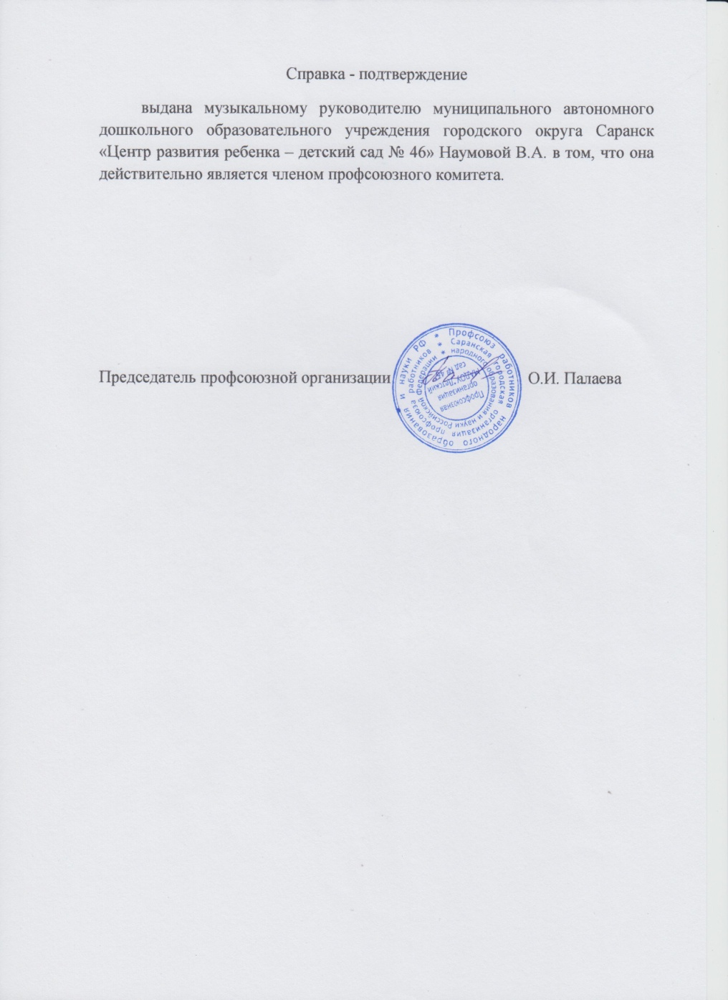 Справка - подтверждение
выдана музыкальному руководителю муниципального автономного
дошкольного образовательного учреждения городского округа Саранск
«Центр развития ребенка – детский сад № 46» Наумовой В.А. в том, что она
действительно является членом профсоюзного комитета.
Председатель профсоюзной организации
О.И. Палаева
* Профсоюз работников народного образования и науки РФ
* Саранская городская организация профсоюза работников
* народного образования и науки Российской Федерации
Профсоюзная
организация
МДОУ "Детский
сад № 46"